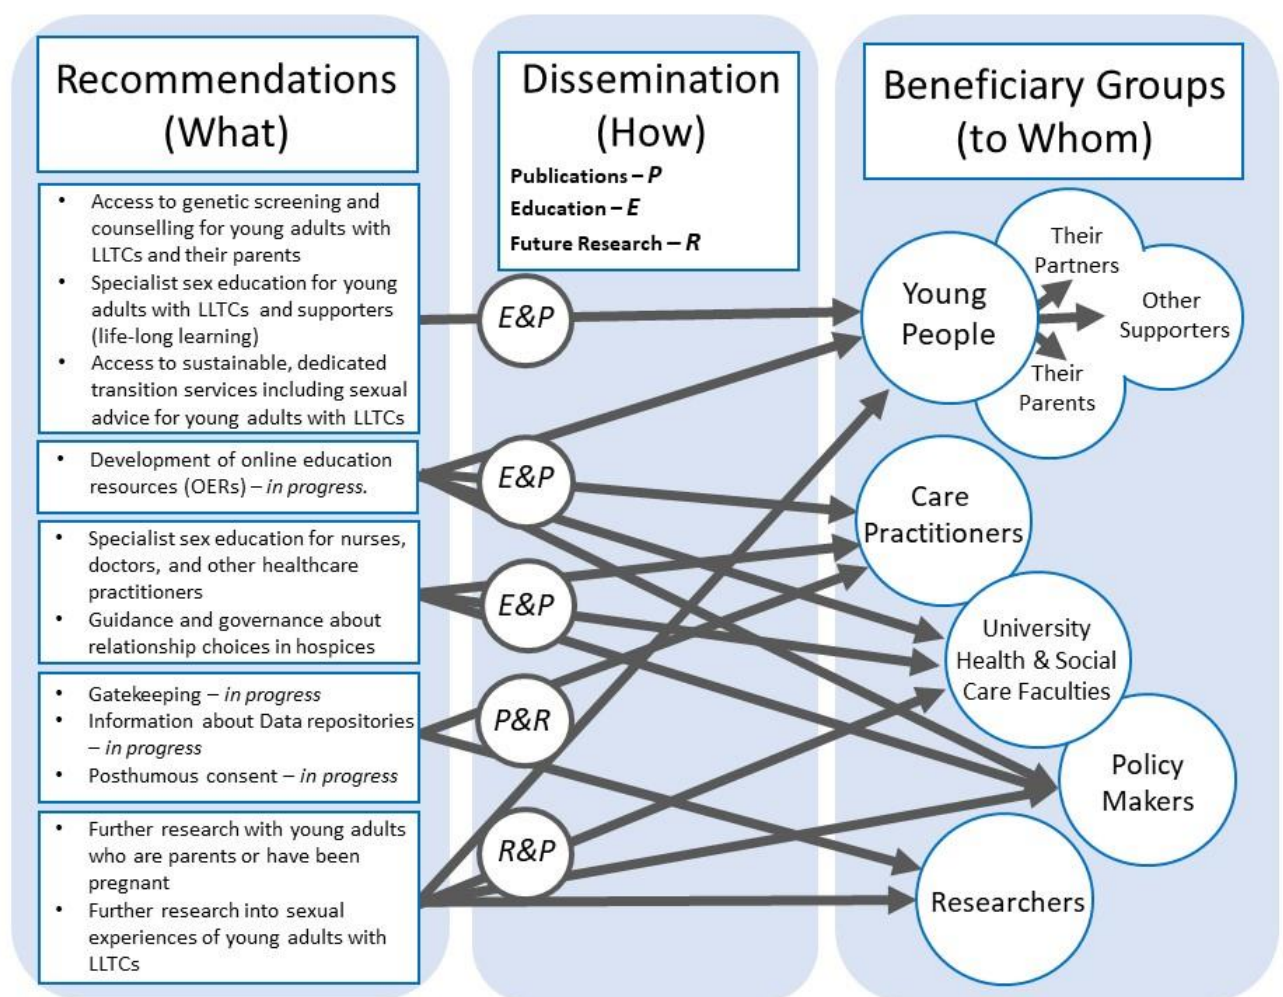 Recommendations
(What)
• Access to genetic screening and
counselling for young adults with
LLTCs and their parents
• Specialist sex education for young
adults with LLTCs and supporters
(life-long learning)
• Access to sustainable, dedicated
transition services including sexual
advice for young adults with LLTCs
• Development of online education
resources (OERs) – in progress.
• Specialist sex education for nurses,
doctors, and other healthcare
practitioners
• Guidance and governance about
relationship choices in hospices
• Gatekeeping – in progress
• Information about Data repositories
– in progress
• Posthumous consent – in progress
• Further research with young adults
who are parents or have been
pregnant
• Further research into sexual
experiences of young adults with
LLTCs
Dissemination
(How)
Publications – P
Education – E
Future Research – R
E&P
E&P
E&P
P&R
R&P
Beneficiary Groups
(to Whom)
Young
People
Their
Partners
Other
Supporters
Their
Parents
Care
Practitioners
University
Health & Social
Care Faculties
Policy
Makers
Researchers